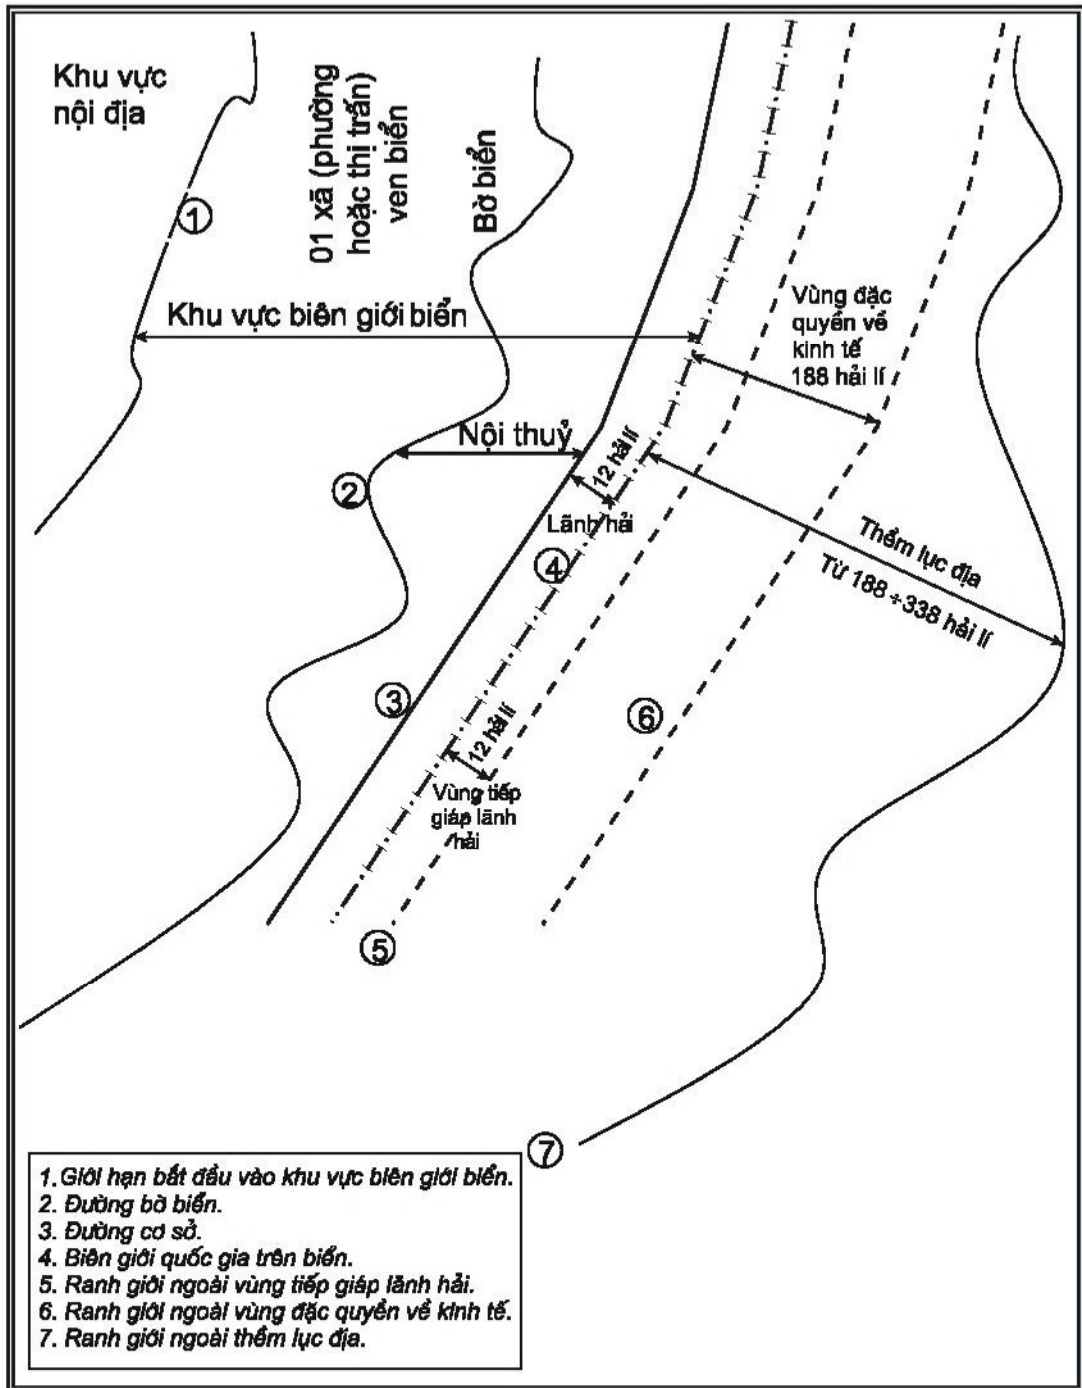 Khu vực
nội địa
01 xã (phường
hoặc thị trấn)
ven biển
Bờ biển
1
Khu vực biên giới biển
Vùng đặc
quyền về
kinh tế
188 hải lí
Nội thuỷ
2
12 hải lí
Lãnh hải
4
Thềm lục địa
Từ 188÷338 hải lí
3
6
12 hải lí
Vùng tiếp
giáp lãnh
hải
5
7
1. Giới hạn bắt đầu vào khu vực biên giới biển.
2. Đường bờ biển.
3. Đường cơ sở.
4. Biên giới quốc gia trên biển.
5. Ranh giới ngoài vùng tiếp giáp lãnh hải.
6. Ranh giới ngoài vùng đặc quyền về kinh tế.
7. Ranh giới ngoài thềm lục địa.